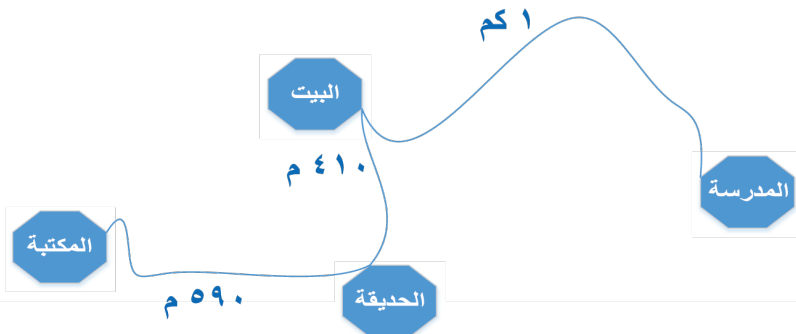 ١ كم
البيت
٤١٠ م
المدرسة
المكتبة
٥٩٠ م
الحديقة